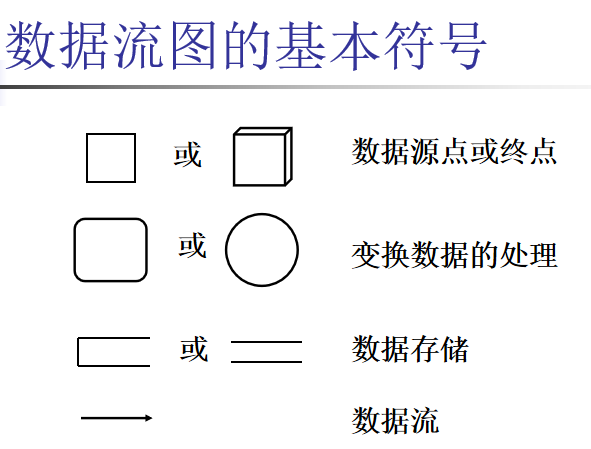 数据流图的基本符号
或 数据源点或终点
或 变换数据的处理
或 数据存储
数据流